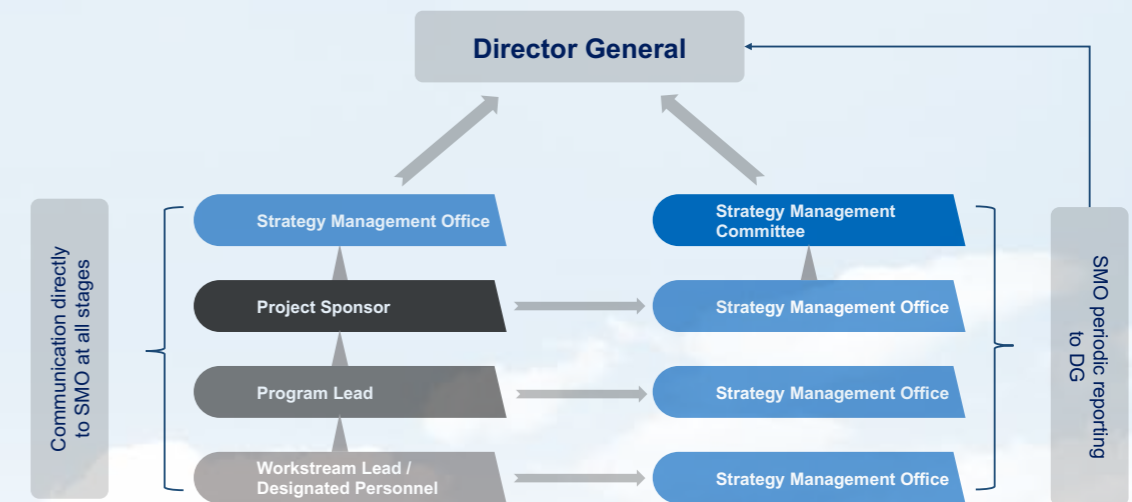 Director General
Communication directly
to SMO at all stages
Strategy Management Office
Strategy Management
Committee
Project Sponsor
Strategy Management Office
Program Lead
Strategy Management Office
Workstream Lead /
Designated Personnel
Strategy Management Office
SMO periodic reporting
to DG